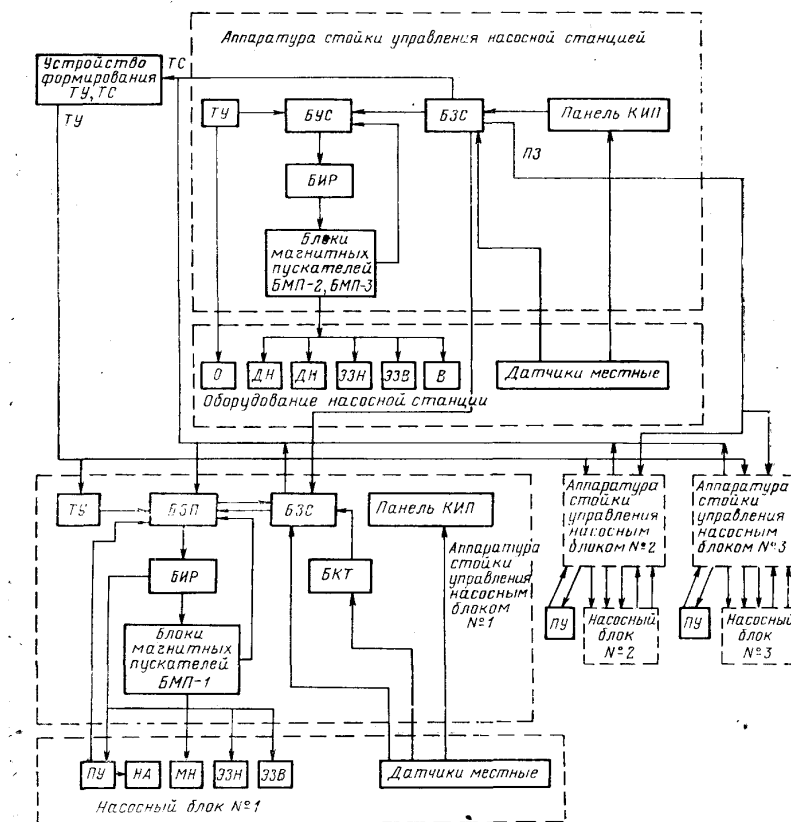 Аппаратура стойки управления насосной станцией
Устройство
формирования
ТУ, ТС
ТС
ТУ
ТУ
БУС
БЗС
Панель КИП
ПЗ
БИР
Блоки
магнитных
пускателей
БМП-2, БМП-3
О
ДН
ДН
ЭЗН
ЭЗВ
В
Датчики местные
Оборудование насосной станции
ТУ
БЗП
БЗС
Панель КИП
БИР
БКТ
Аппаратура
стойки
управления
насосным
блоком №1
Блоки
магнитных
пускателей
БМП-1
ПУ
НА
МН
ЭЗН
ЭЗВ
Датчики местные
Насосный блок №1
Аппаратура
стойки
управления
насосным
блоком №2
ПУ
Насосный
блок
№2
Аппаратура
стойки
управления
насосным
блоком №3
ПУ
Насосный
блок
№3